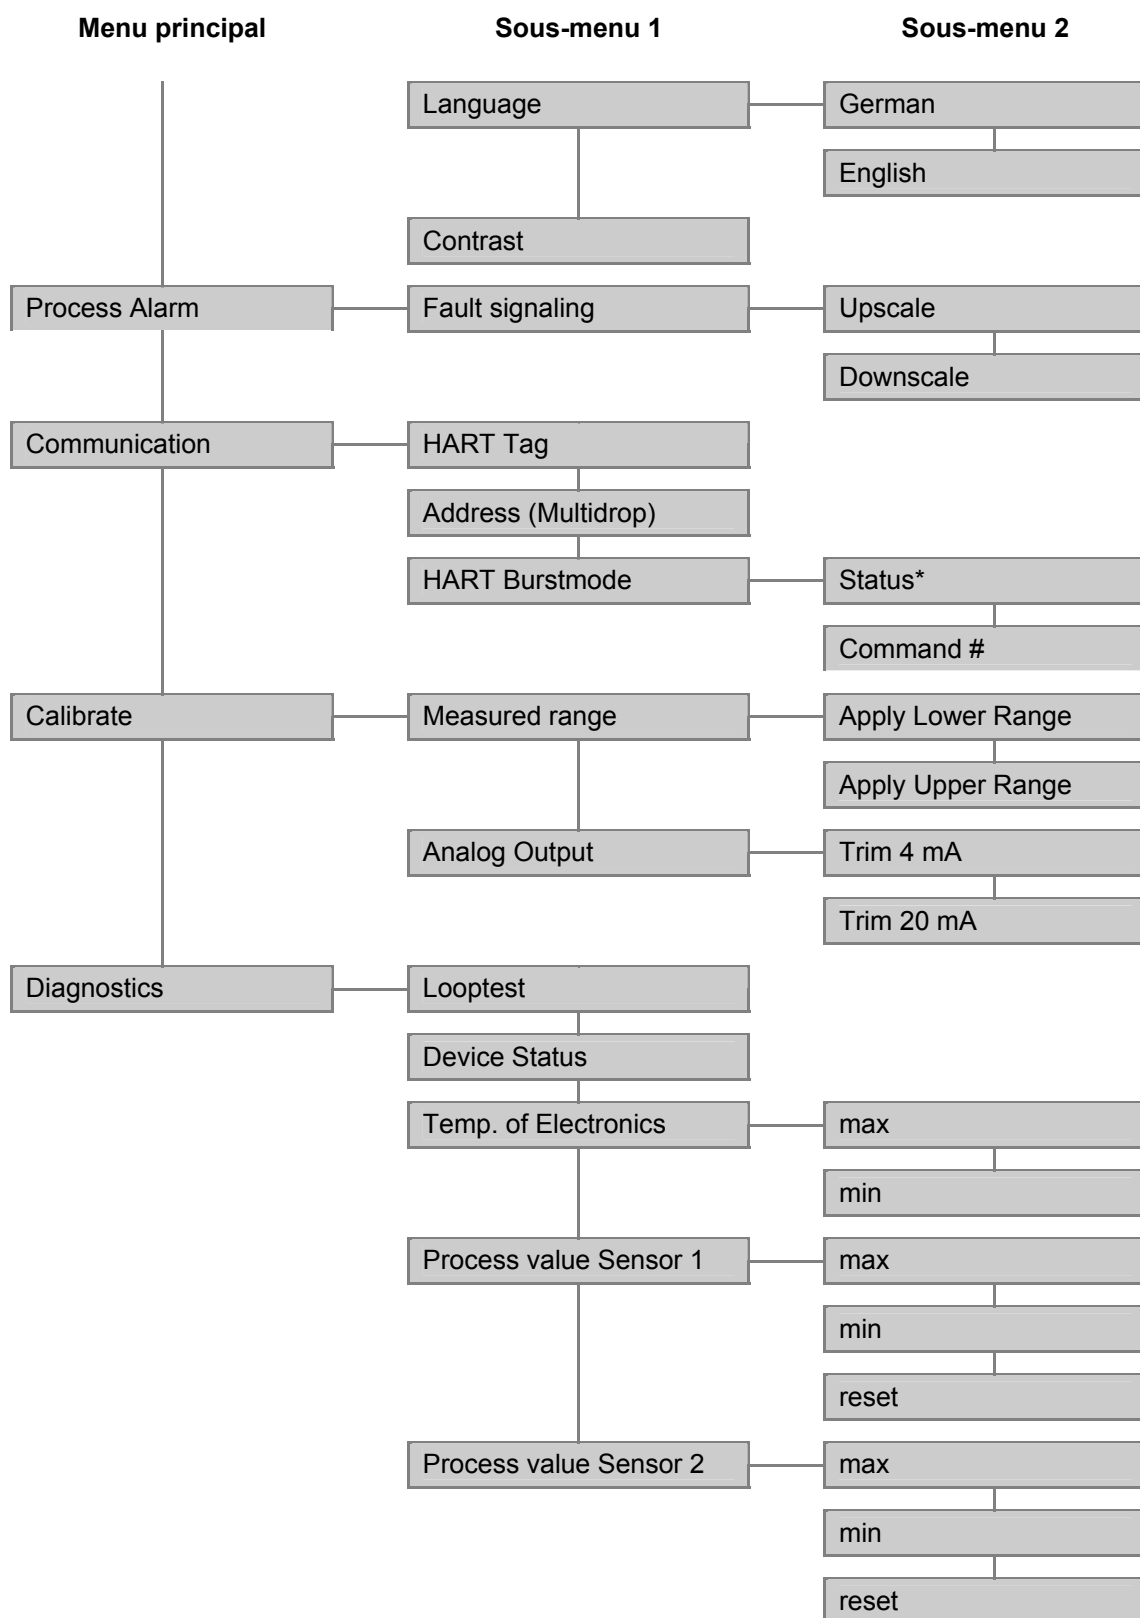 Menu principal Sous-menu 1 Sous-menu 2
Language German
English
Contrast
Process Alarm Fault signaling Upscale
Downscale
Communication HART Tag
Address (Multidrop)
HART Burstmode Status*
Command #
Calibrate Measured range Apply Lower Range
Apply Upper Range
Analog Output Trim 4 mA
Trim 20 mA
Diagnostics Looptest
Device Status
Temp. of Electronics max
min
Process value Sensor 1 max
min
reset
Process value Sensor 2 max
min
reset